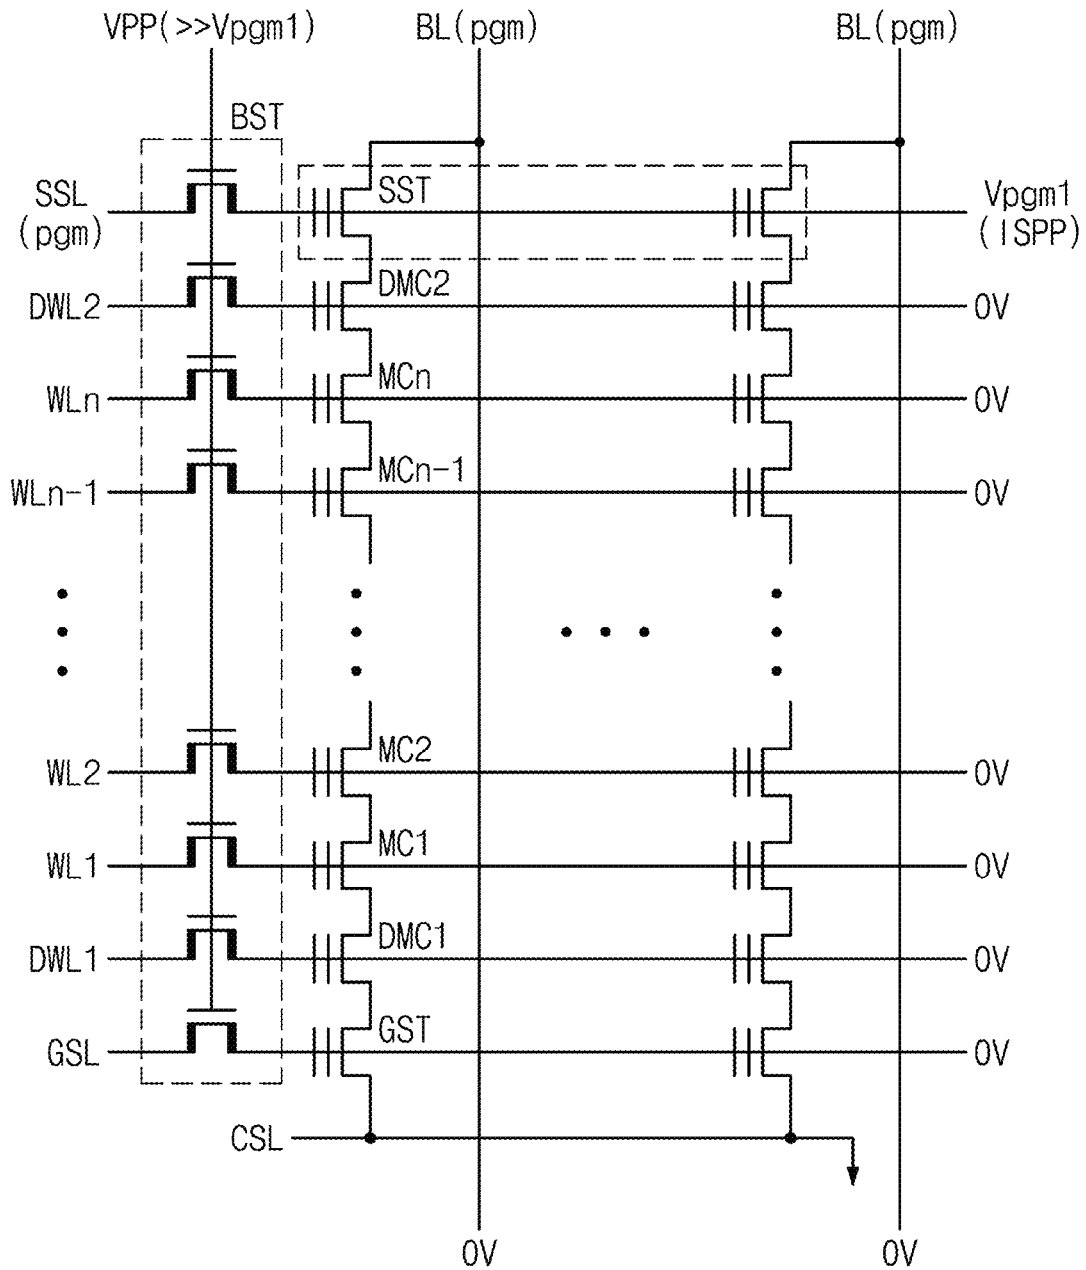 VPP(>>Vpgm1) BL(pgm) BL(pgm)
BST
SSL
(pgm)
SST
Vpgm1
(ISPP)
DWL2 DMC2 0V
WLn MCn 0V
WLn-1 MCn-1 0V
WL2 MC2 0V
WL1 MC1 0V
DWL1 DMC1 0V
GSL GST 0V
CSL
0V 0V